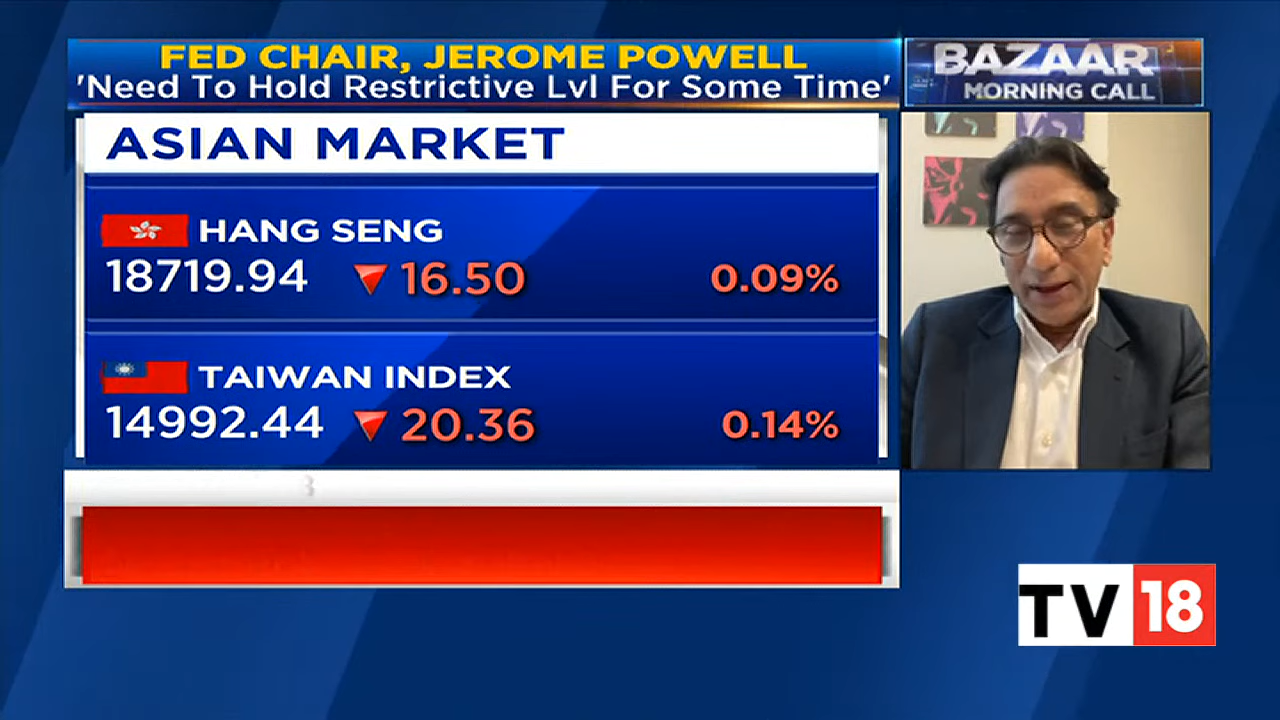 FED CHAIR, JEROME POWELL
'Need To Hold Restrictive Lvl For Some Time'
BAZAAR
MORNING CALL
ASIAN MARKET
HANG SENG
18719.94 ▼ 16.50 0.09%
TAIWAN INDEX
14992.44 ▼ 20.36 0.14%
TV18